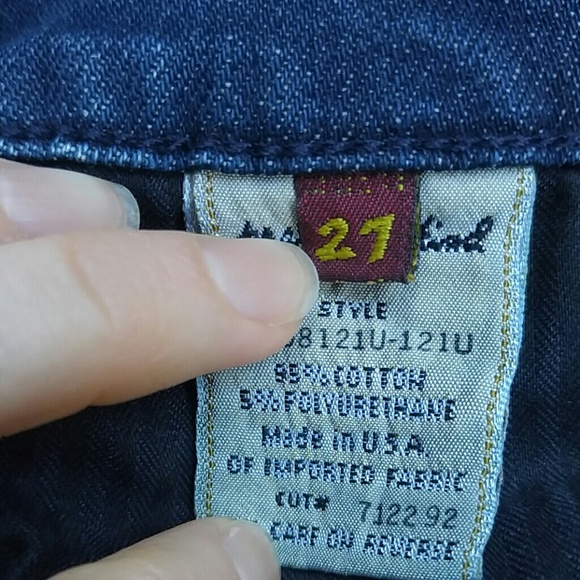 27
STYLE
8121U-121U
95% COTTON
5% POLYURETHANE
Made in U.S.A.
OF IMPORTED FABRIC
CUT# 712292
CARE ON REVERSE